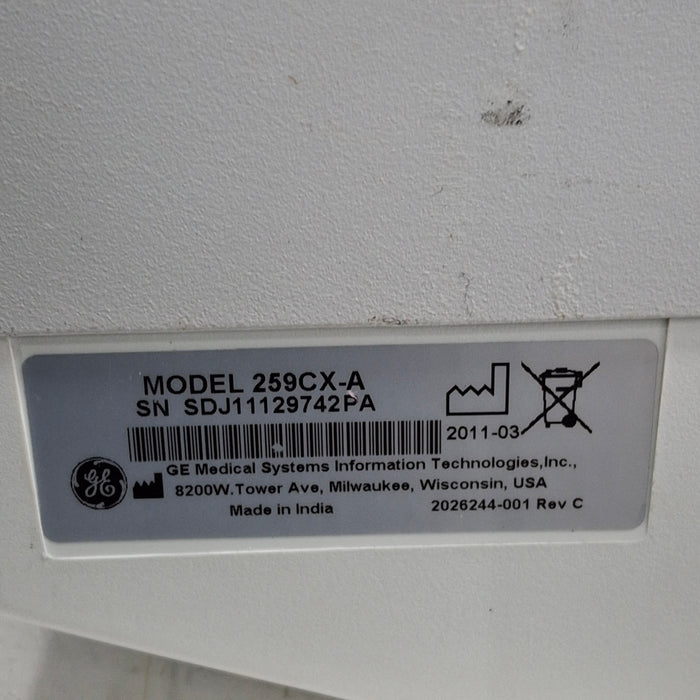 MODEL 259CX-A
SN SDJ11129742PA
2011-03
GE
GE Medical Systems Information Technologies,Inc.,
8200W.Tower Ave, Milwaukee, Wisconsin, USA
Made in India
2026244-001 Rev C